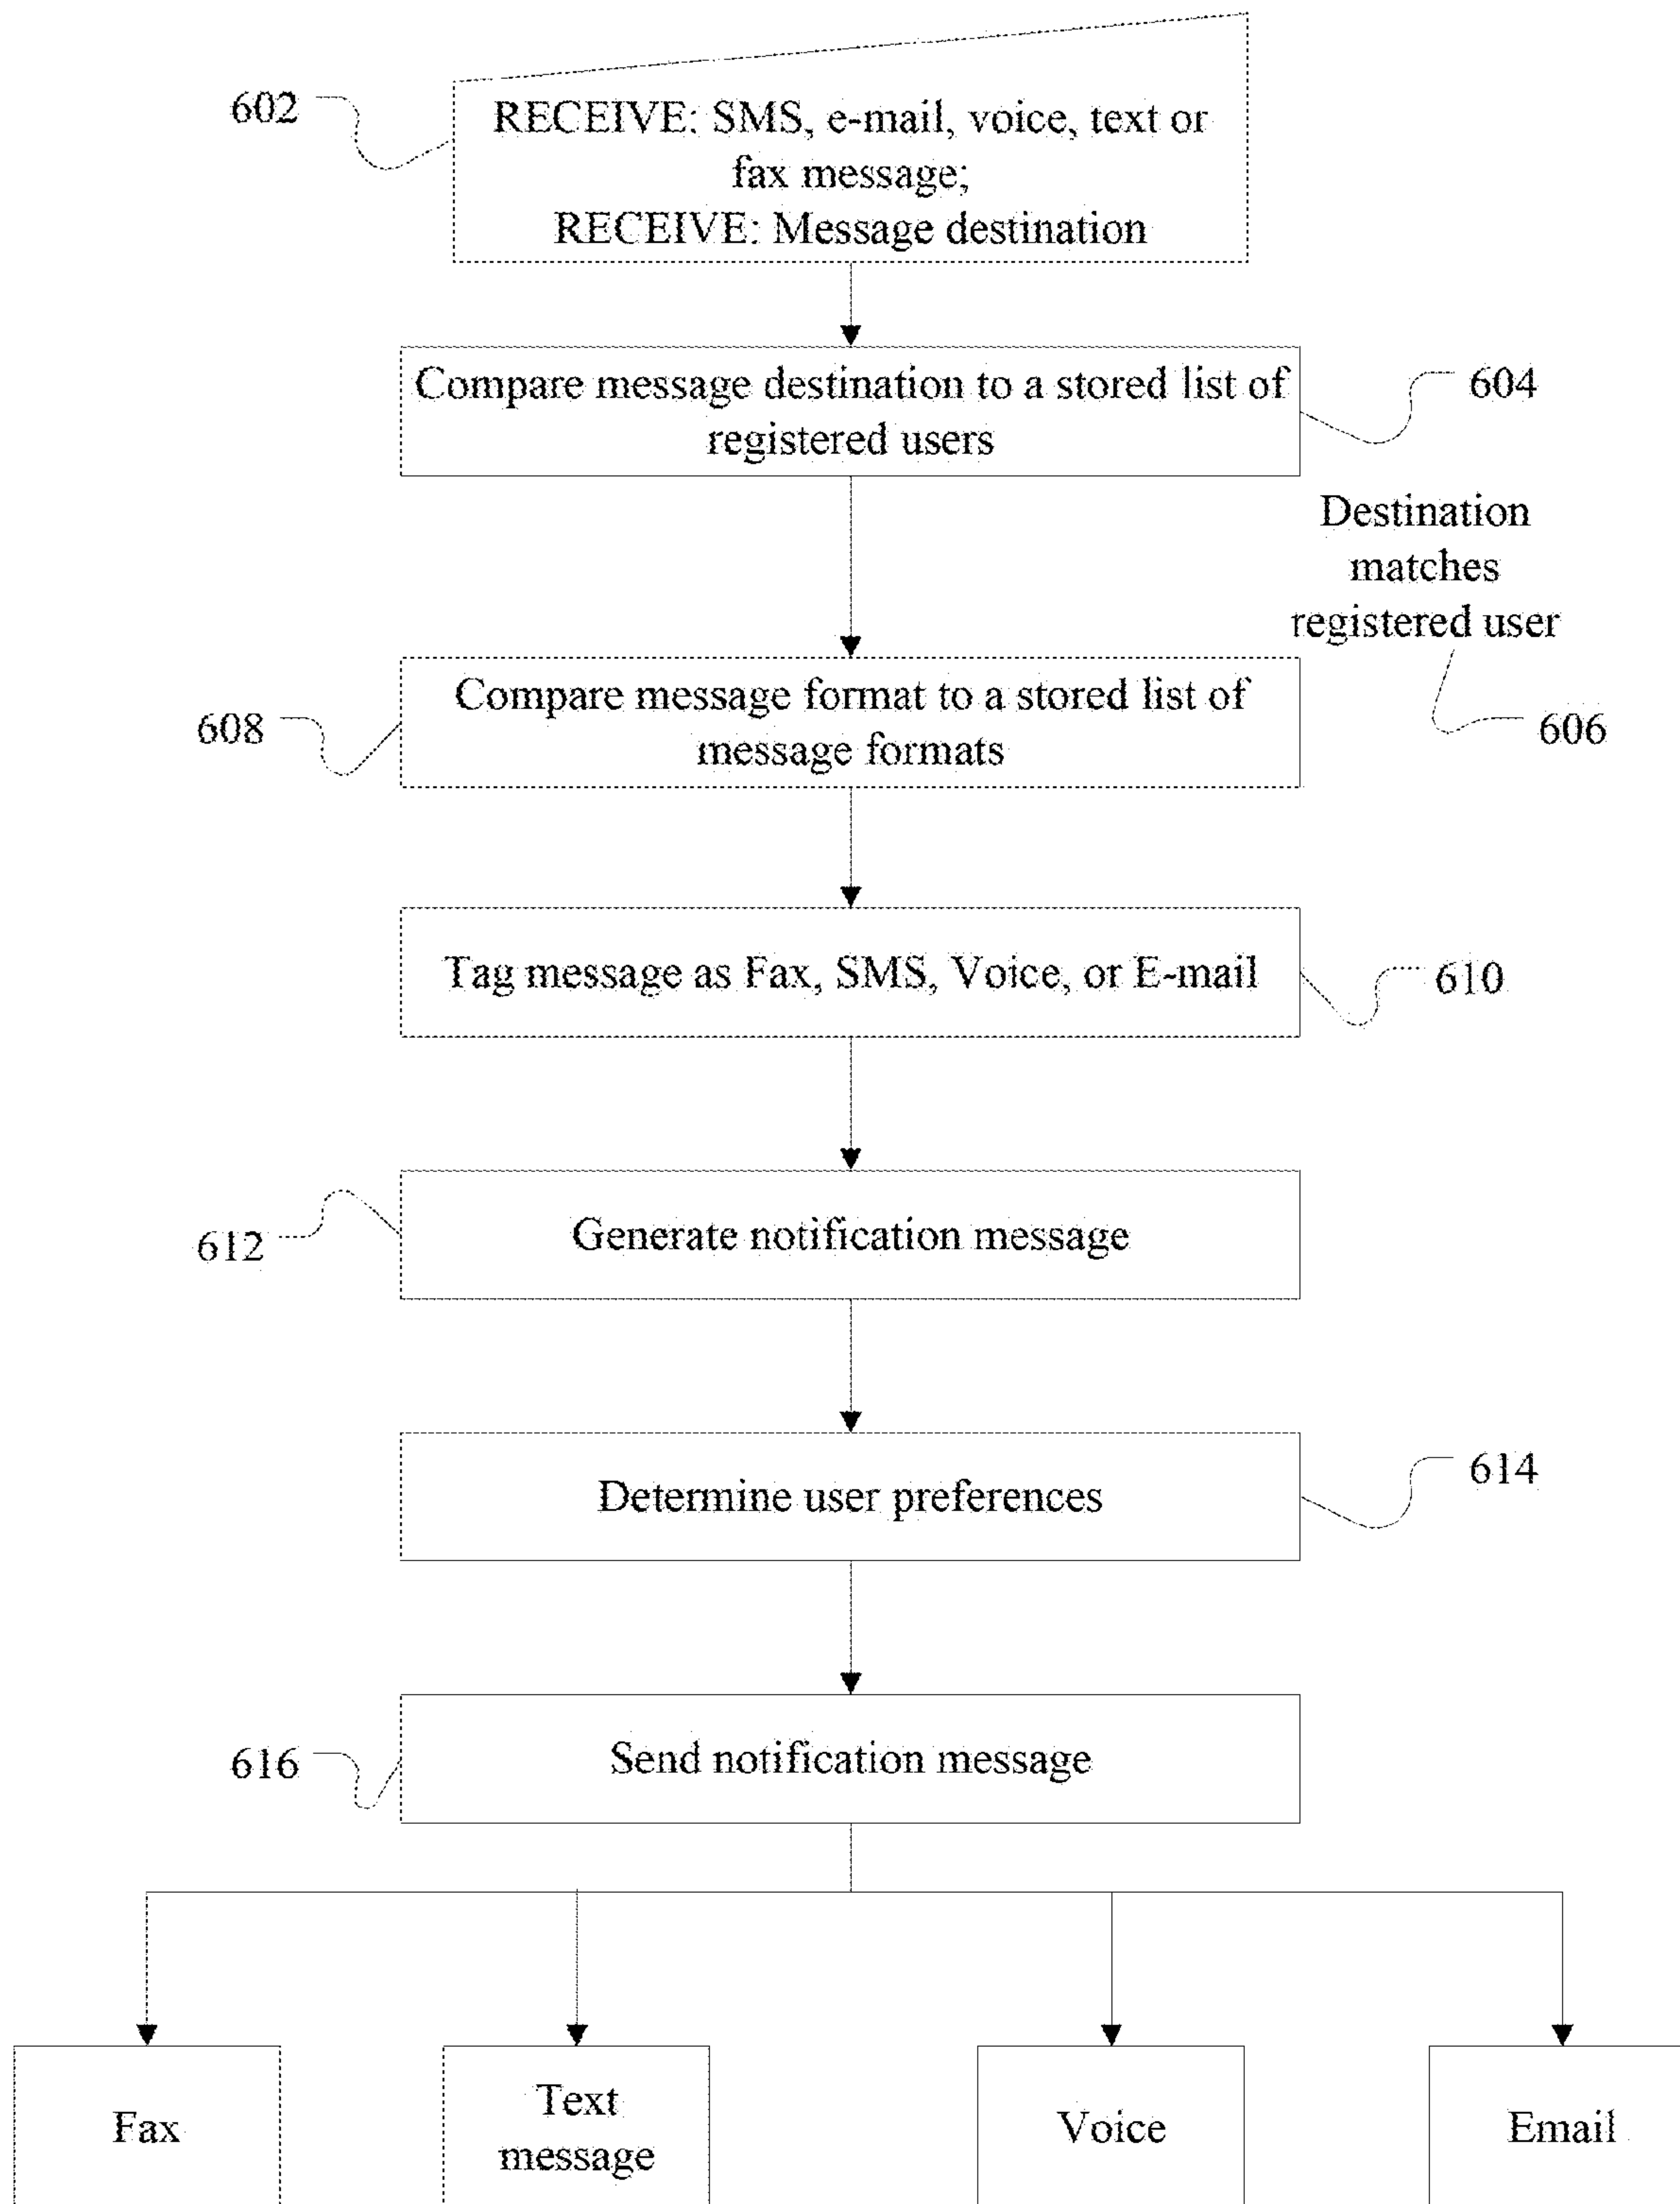 602
RECEIVE: SMS, e-mail, voice, text or
fax message;
RECEIVE: Message destination
Compare message destination to a stored list of
registered users
604
Destination
matches
registered user
606
608
Compare message format to a stored list of
message formats
Tag message as Fax, SMS, Voice, or E-mail
610
612
Generate notification message
Determine user preferences
614
616
Send notification message
Fax
Text
message
Voice
Email